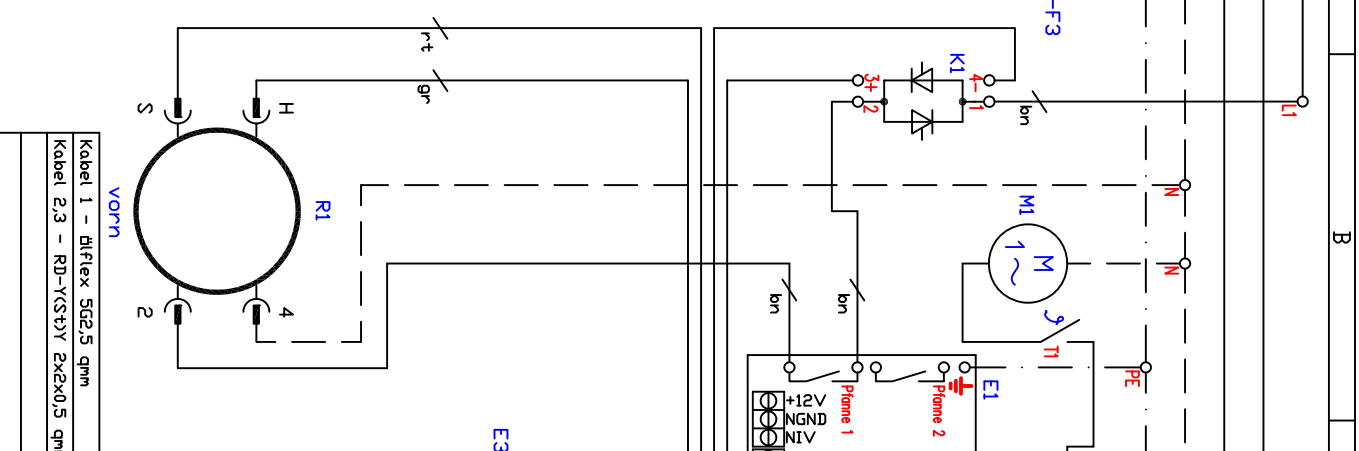 -F3
rt
gr
K1
4-
3+
1
2
bn
L1
S
H
N
B
R1
M1
M
1~
N
vorn
bn
bn
2
4
ϑ
T1
PE
E1
Pfanne 1
Pfanne 2
+12V
NGND
NIV
E3
Kabel 1 - ölflex 5G2,5 qmm
Kabel 2,3 - RD-Y(St)Y 2x2x0,5